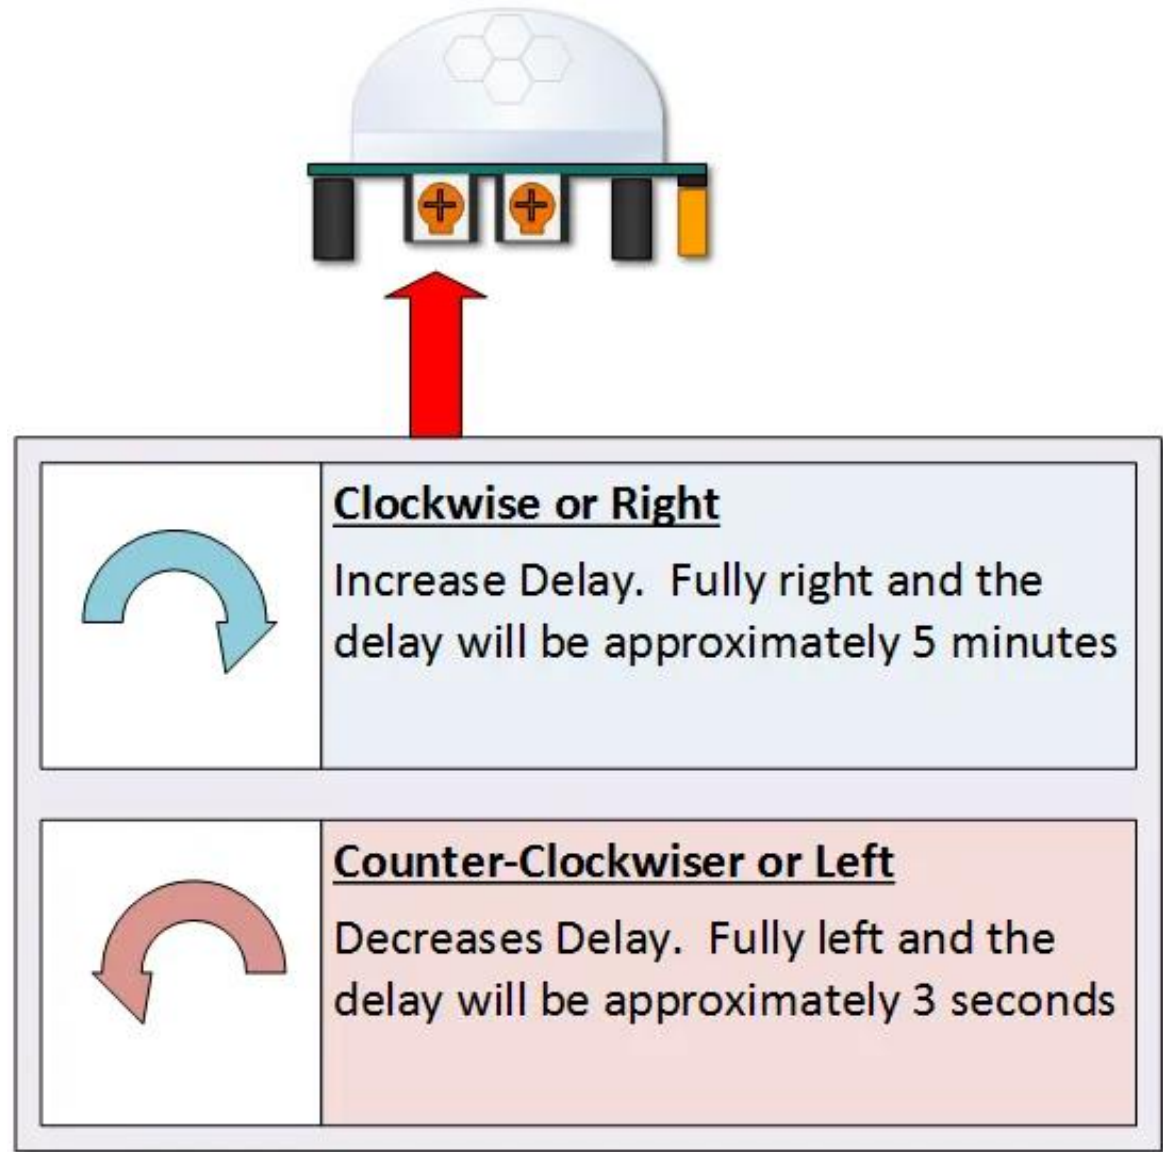 Clockwise or Right
Increase Delay.  Fully right and the
delay will be approximately 5 minutes
Counter-Clockwiser or Left
Decreases Delay.  Fully left and the
delay will be approximately 3 seconds